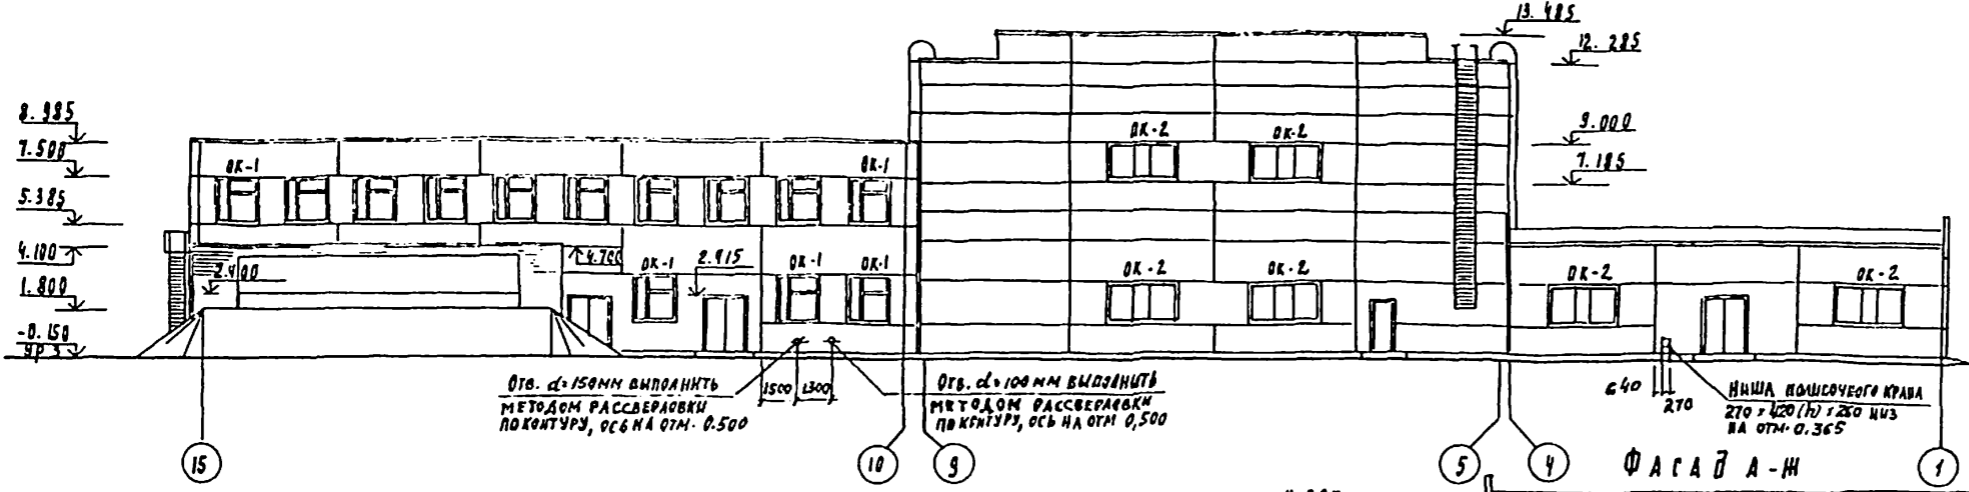 13.485
12.285
8.985
7.500
5.385
4.100
1.800
-0.150
УР.З
9.000
7.185
ОК-2 ОК-2
ОК-1 ОК-1
2.400
4.700
ОК-1 2.415 ОК-1 ОК-1
ОК-2 ОК-2
ОК-2 ОК-2
ОТВ. d=150ММ ВЫПОЛНИТЬ
МЕТОДОМ РАССВЕРЛОВКИ
ПО КОНТУРУ, ОСЬ НА ОТМ. 0.500
1500 1300
ОТВ. d=100 ММ ВЫПОЛНИТЬ
МЕТОДОМ РАССВЕРЛОВКИ
ПО КОНТУРУ, ОСЬ НА ОТМ 0,500
640
270
НИША ПОЛИВОЧНОГО КРАНА
270×420(h)×250 НИЗ
НА ОТМ. 0.365
15 10 9 5 4 1
ФАСАД А-Ж